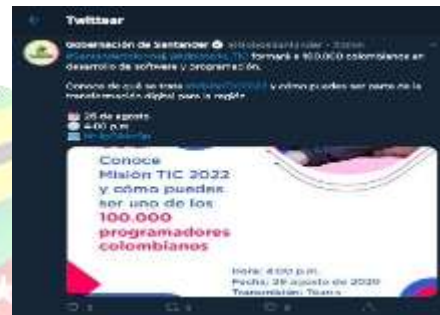 Twittear
Gobernación de Santander
formará a 100.000 colombianos en
desarrollo de software y programación.
Conoce de qué se trata y cómo puedes ser parte de la
transformación digital para la región
26 de agosto
4:00 p.m
Conoce
Misión TIC 2022
y cómo puedes
ser uno de los
100.000
programadores
colombianos
Hora: 4:00 p.m.
Fecha: 26 agosto de 2020
Transmisión: Teams